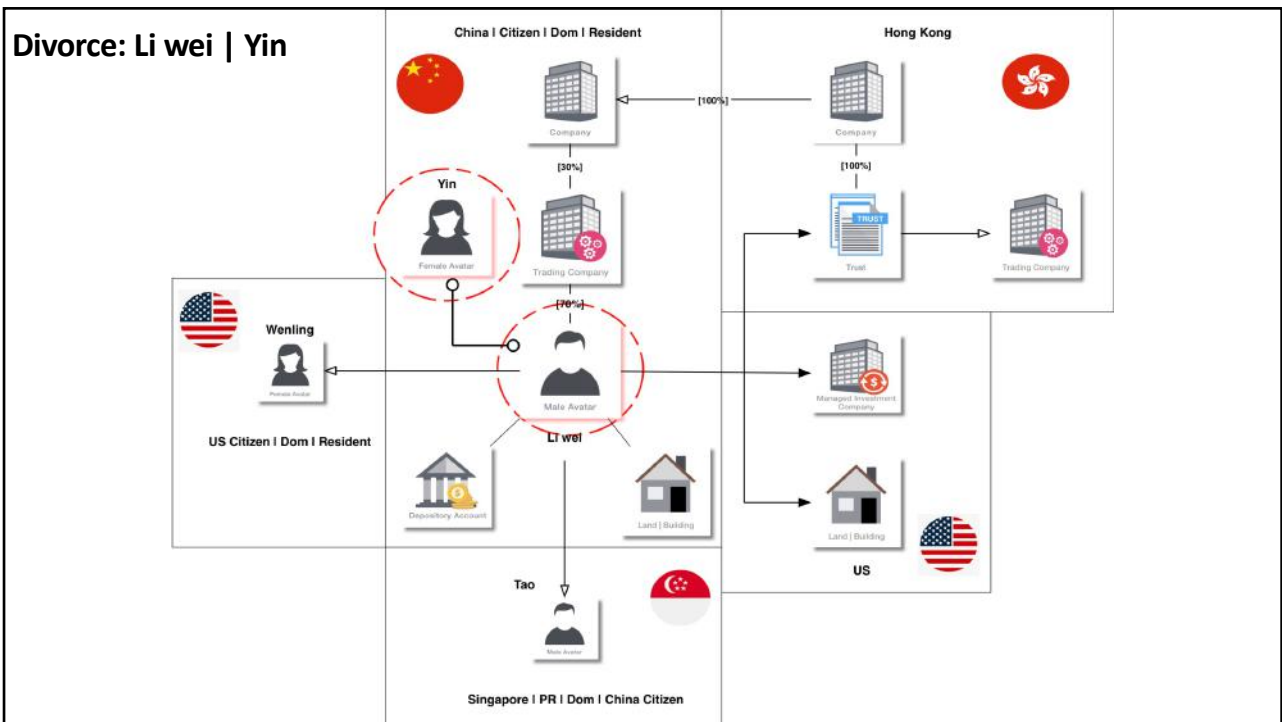 Divorce: Li wei | Yin
China I Citizen I Dom I Resident
Hong Kong
Company
[100%]
Company
[30%]
[100%]
Yin
Female Avatar
Trading Company
TRUST
Trust
Trading Company
[70%]
Wenling
Female Avatar
Male Avatar
Managed Investment
Company
US Citizen I Dom I Resident
Li wei
Depository Account
Land | Building
Land | Building
US
Tao
Male Avatar
Singapore I PR I Dom I China Citizen